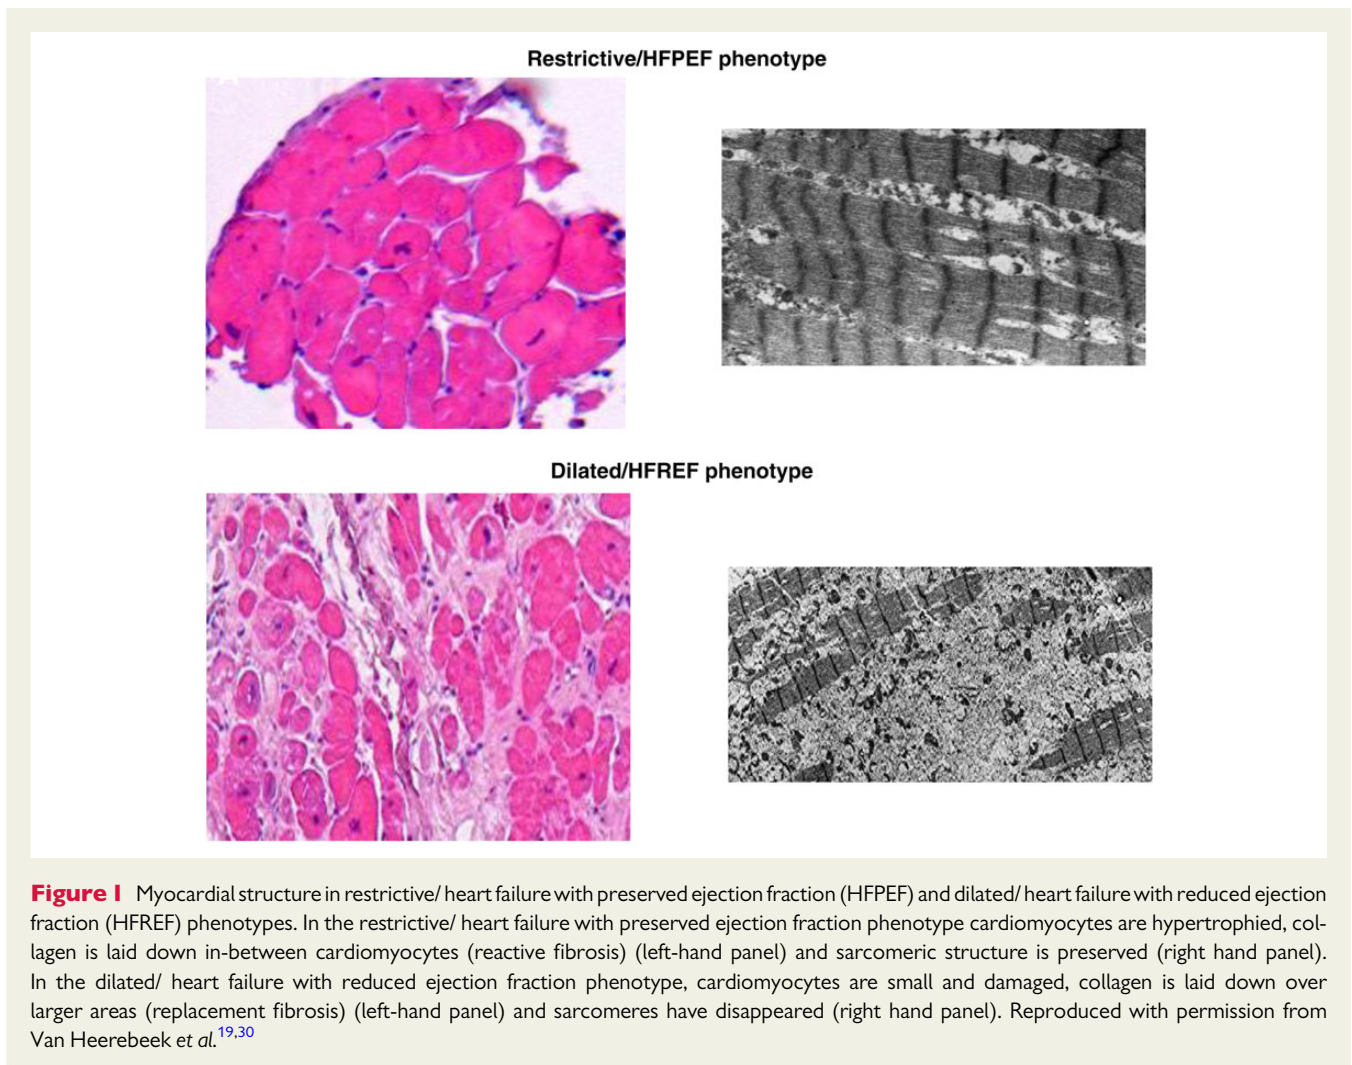 Restrictive/HFPEF phenotype
Dilated/HFREF phenotype
Figure 1 Myocardial structure in restrictive/ heart failure with preserved ejection fraction (HFPEF) and dilated/ heart failure with reduced ejection
fraction (HFREF) phenotypes. In the restrictive/ heart failure with preserved ejection fraction phenotype cardiomyocytes are hypertrophied, col-
lagen is laid down in-between cardiomyocytes (reactive fibrosis) (left-hand panel) and sarcomeric structure is preserved (right hand panel).
In the dilated/ heart failure with reduced ejection fraction phenotype, cardiomyocytes are small and damaged, collagen is laid down over
larger areas (replacement fibrosis) (left-hand panel) and sarcomeres have disappeared (right hand panel). Reproduced with permission from
Van Heerebeek et al.19,30